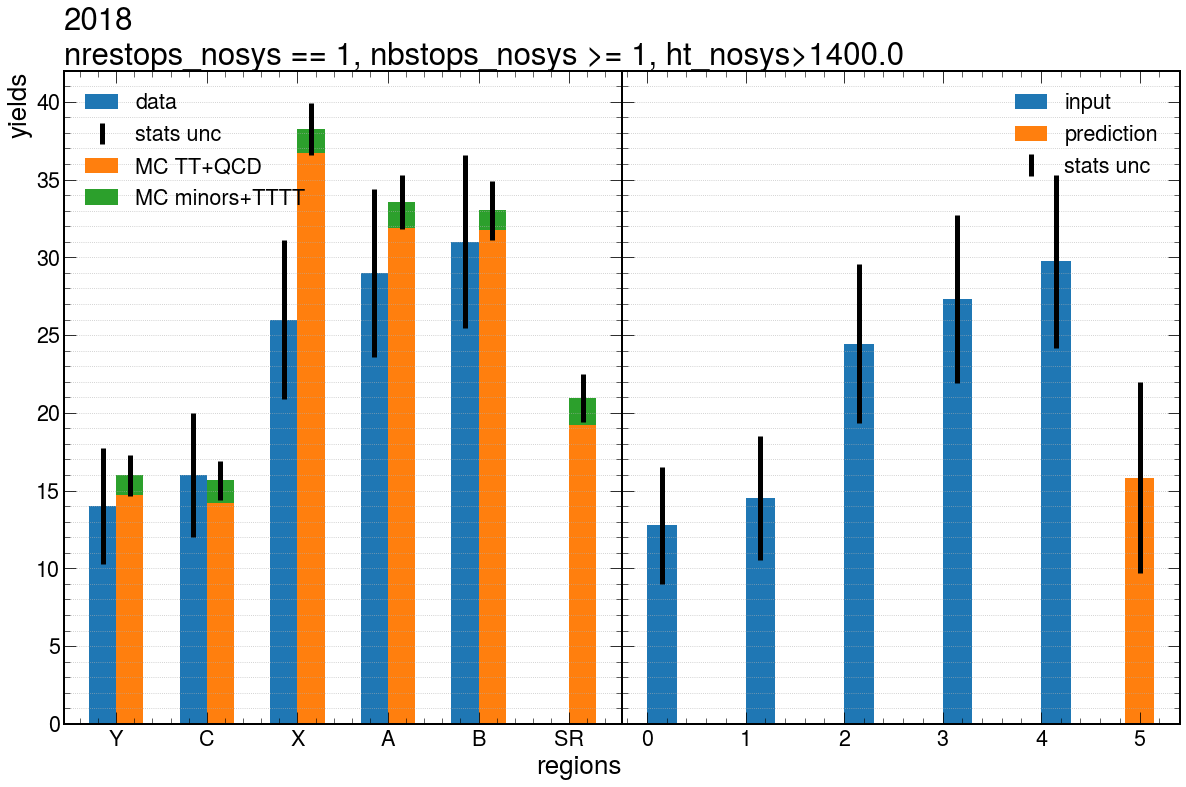 2018
nrestops_nosys == 1, nbstops_nosys >= 1, ht_nosys>1400.0
yields
40
35
30
25
20
15
10
5
0
data
stats unc
MC TT+QCD
MC minors+TTTT
input
prediction
stats unc
Y C X A B SR
0 1 2 3 4 5
regions